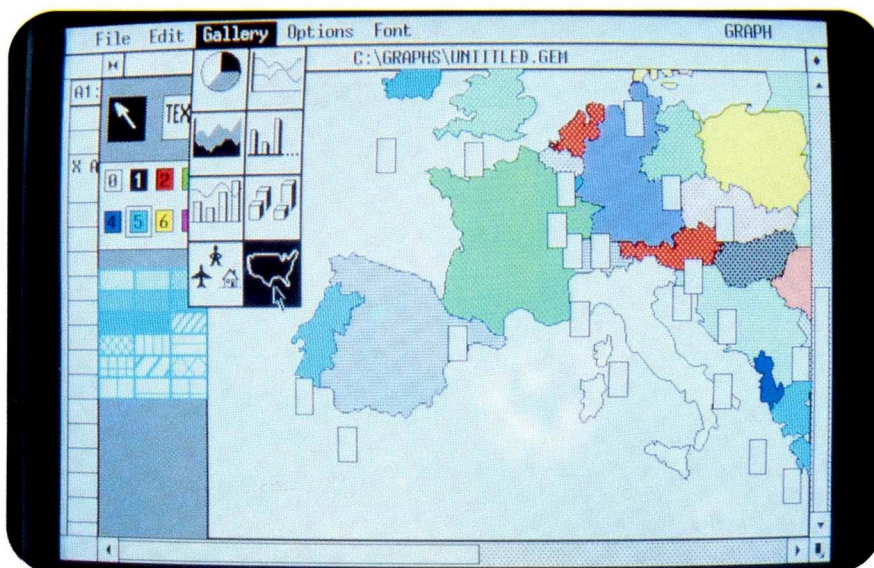 File Edit Gallery Options Font GRAPH
C:\GRAPHS\UNTITLED.GEM
A1:
TEX
X A
0 1 2
4 5 6